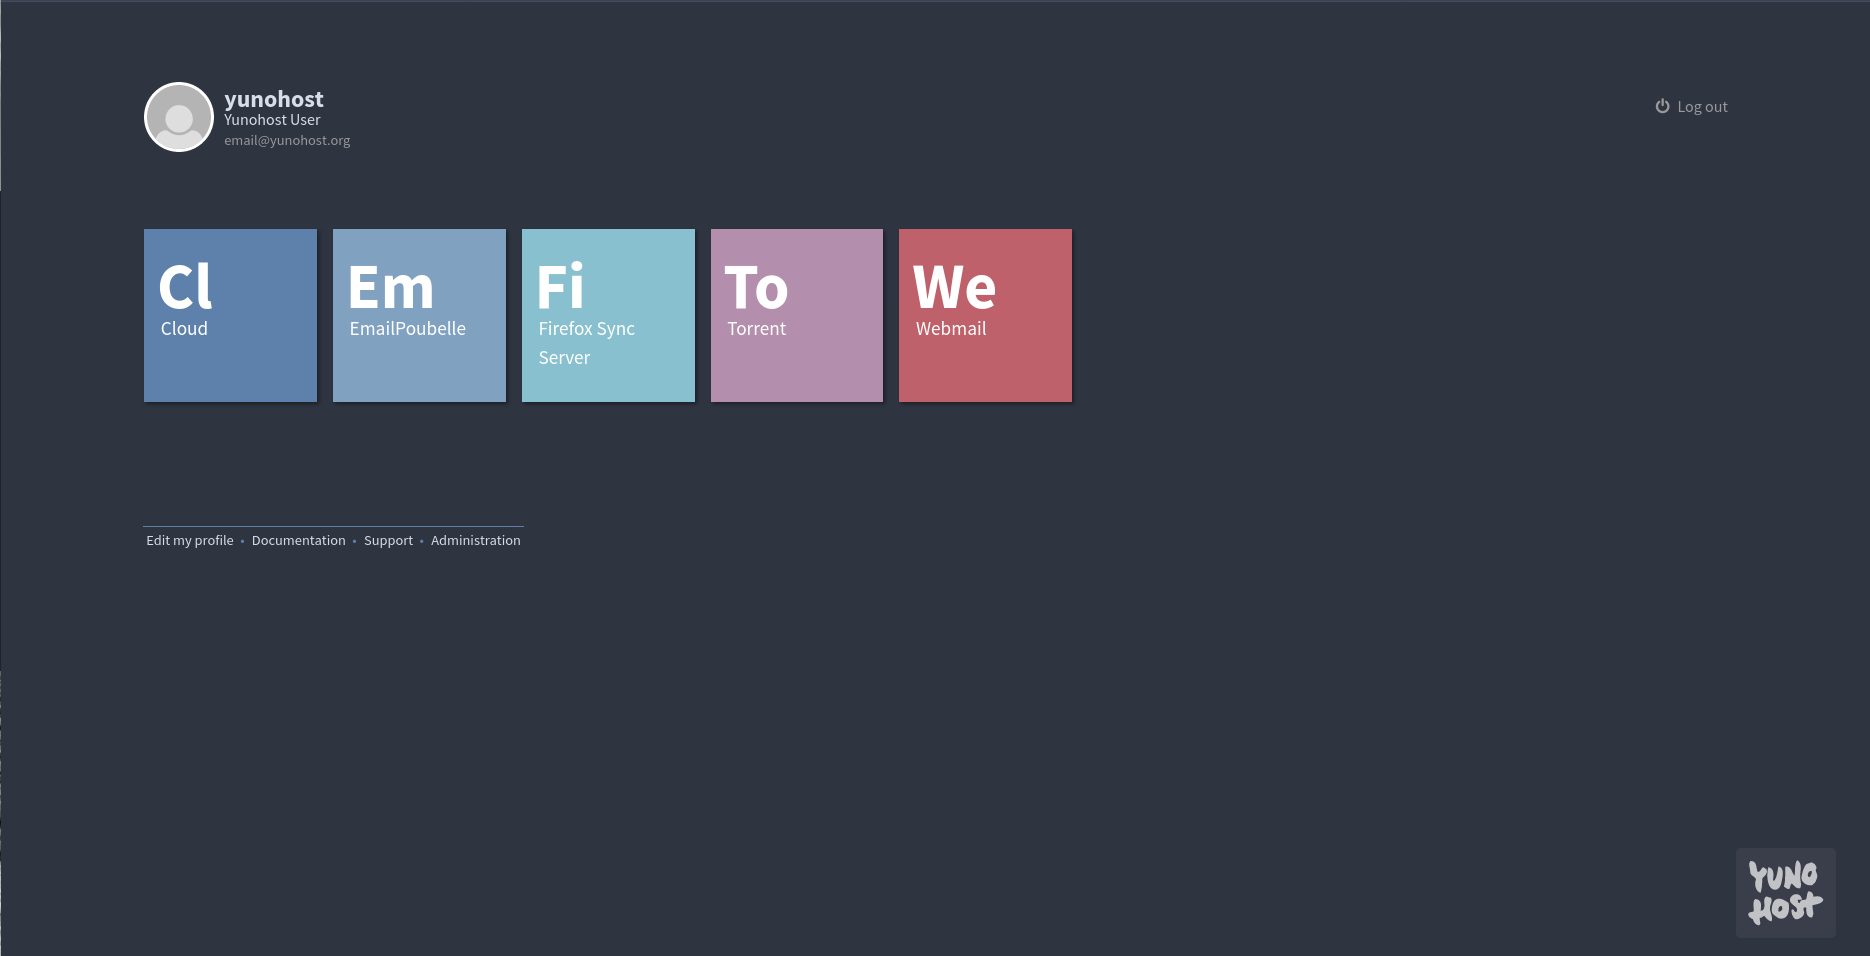 yunohost
Yunohost User
email@yunohost.org
Log out
Cl
Cloud
Em
EmailPoubelle
Fi
Firefox Sync
Server
To
Torrent
We
Webmail
Edit my profile • Documentation • Support • Administration
YUNO
HOST